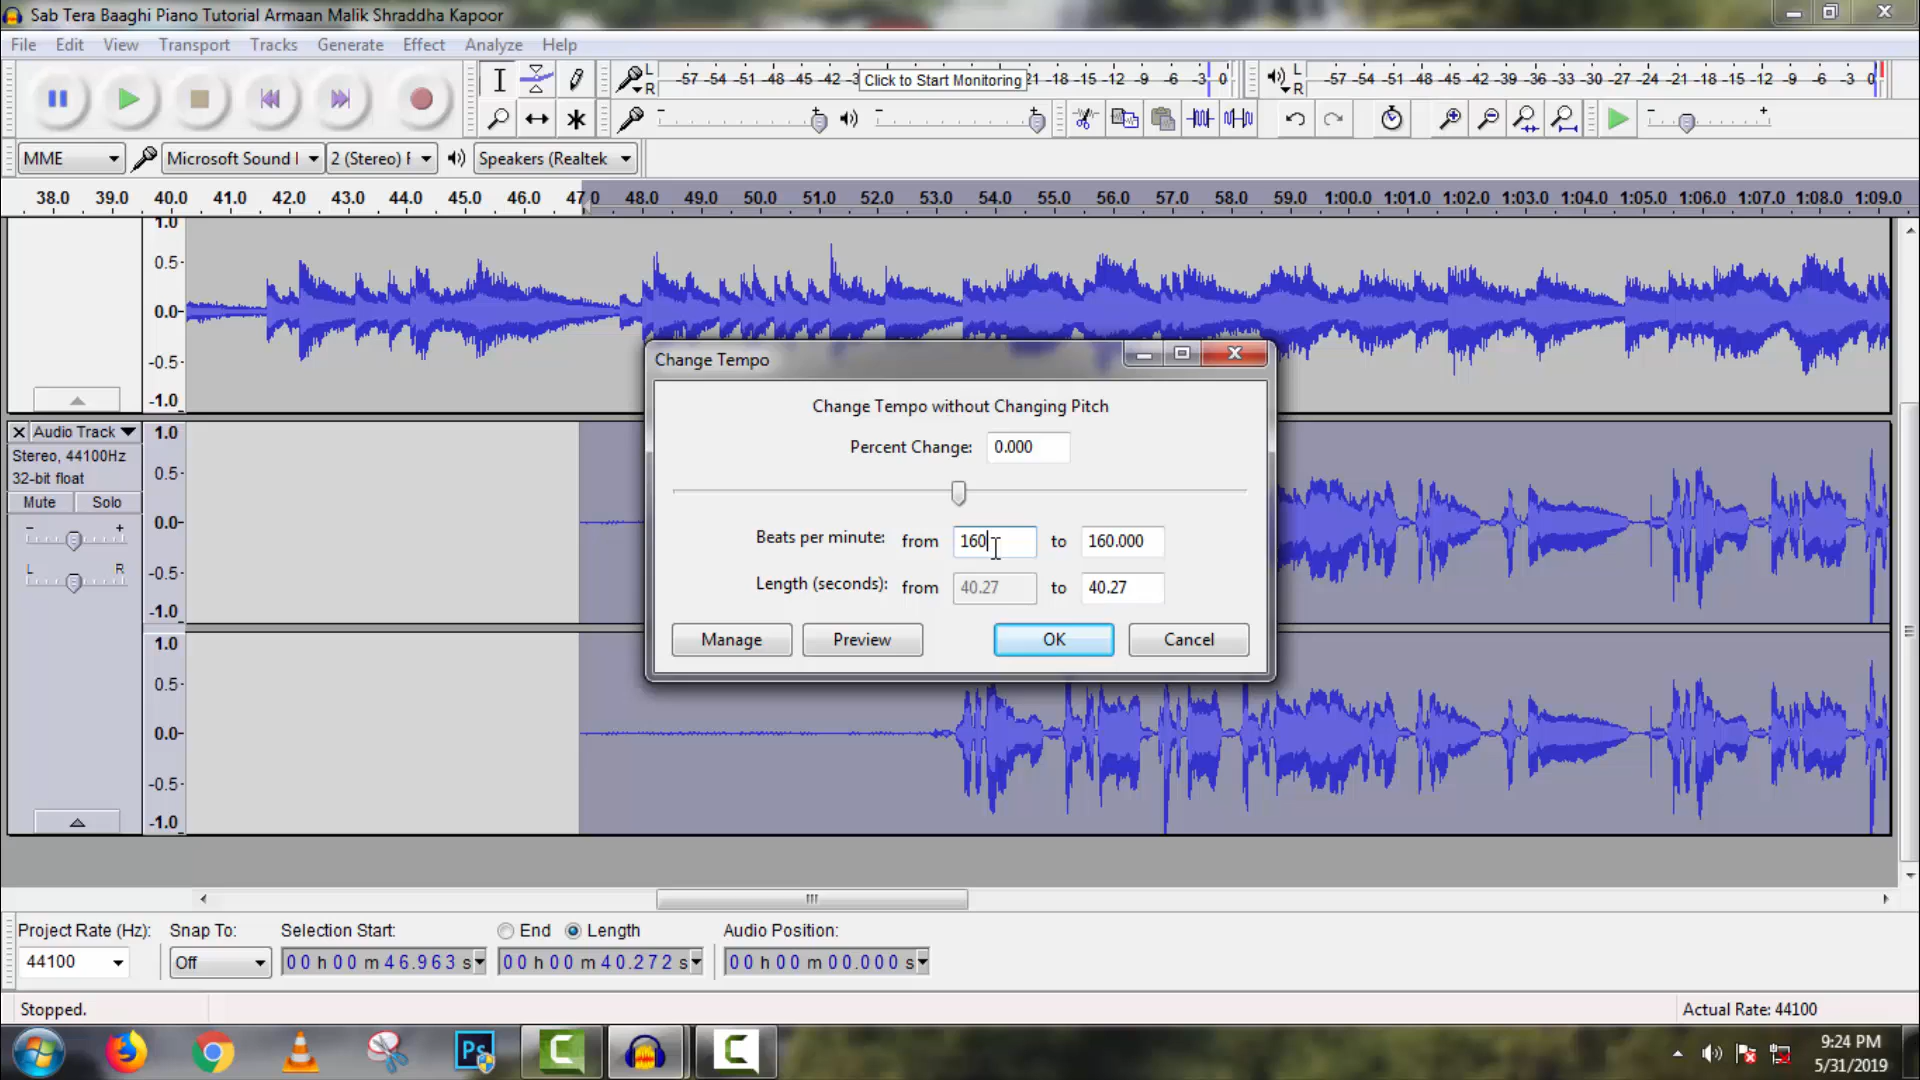 Sab Tera Baaghi Piano Tutorial Armaan Malik Shraddha Kapoor
File Edit View Transport Tracks Generate Effect Analyze Help
L R -57 -54 -51 -48 -45 -42 -3 Click to Start Monitoring 21 -18 -15 -12 -9 -6 -3 0 L R -57 -54 -51 -48 -45 -42 -39 -36 -33 -30 -27 -24 -21 -18 -15 -12 -9 -6 -3 0
MME Microsoft Sound 2 (Stereo) Speakers (Realtek
38.0 39.0 40.0 41.0 42.0 43.0 44.0 45.0 46.0 47.0 48.0 49.0 50.0 51.0 52.0 53.0 54.0 55.0 56.0 57.0 58.0 59.0 1:00.0 1:01.0 1:02.0 1:03.0 1:04.0 1:05.0 1:06.0 1:07.0 1:08.0 1:09.0
1.0
0.5-
0.0-
-0.5-
-1.0
Change Tempo
Change Tempo without Changing Pitch
Percent Change: 0.000
Beats per minute: from 160 to 160.000
Length (seconds): from 40.27 to 40.27
Manage Preview OK Cancel
Audio Track 1.0
Stereo, 44100Hz
32-bit float 0.5-
Mute Solo
- + 0.0-
L R -0.5-
-1.0
1.0
0.5-
0.0-
-0.5-
-1.0
Project Rate (Hz): Snap To: Selection Start: End Length Audio Position:
44100 Off 00 h 00 m 46.963 s 00 h 00 m 40.272 s 00 h 00 m 00.000 s
Stopped. Actual Rate: 44100
Ps C C 9:24 PM
5/31/2019